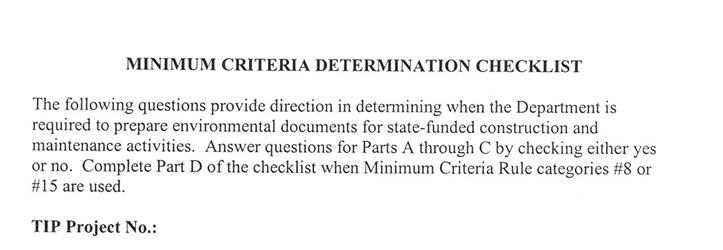 MINIMUM CRITERIA DETERMINATION CHECKLIST
The following questions provide direction in determining when the Department is
required to prepare environmental documents for state-funded construction and
maintenance activities.  Answer questions for Parts A through C by checking either yes
or no.  Complete Part D of the checklist when Minimum Criteria Rule categories #8 or
#15 are used.
TIP Project No.: